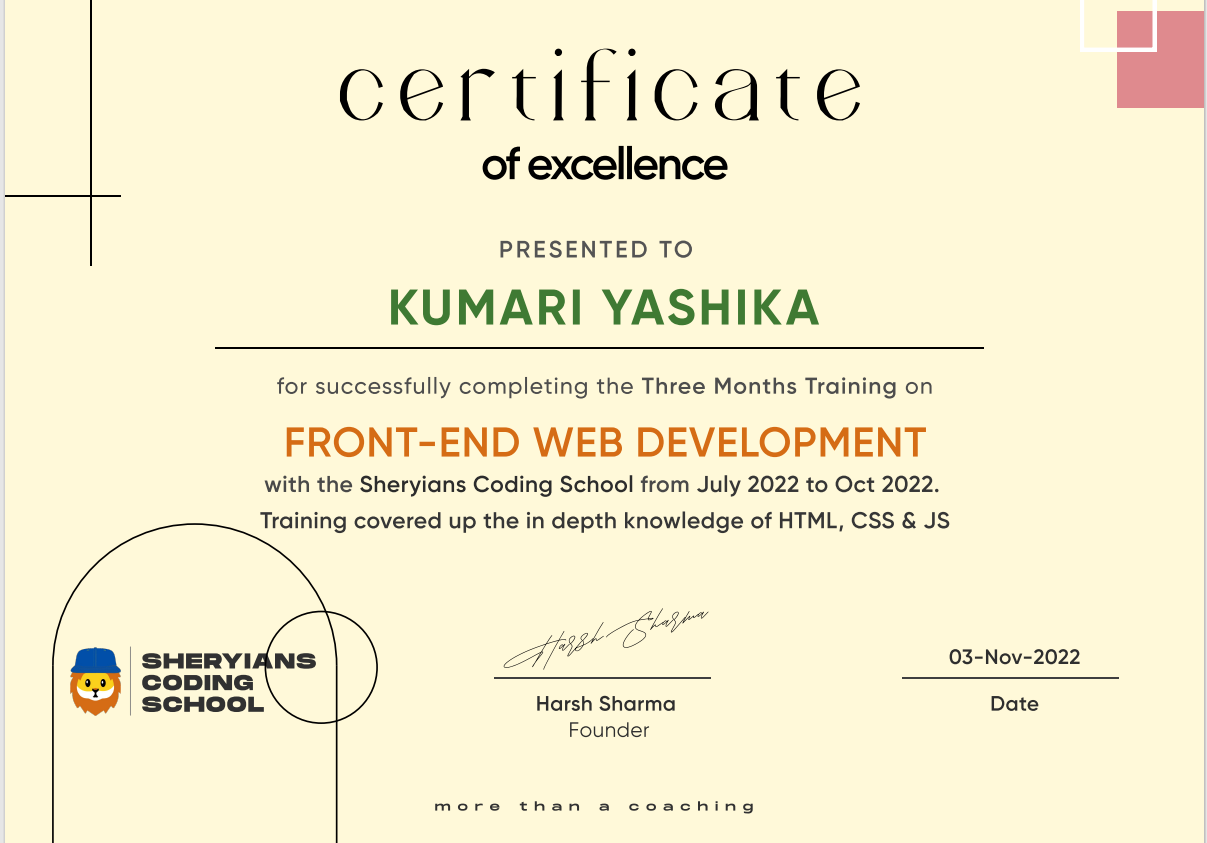 certificate
of excellence
PRESENTED TO
KUMARI YASHIKA
for successfully completing the Three Months Training on
FRONT-END WEB DEVELOPMENT
with the Sheryians Coding School from July 2022 to Oct 2022.
Training covered up the in depth knowledge of HTML, CSS & JS
SHERYIANS
CODING
SCHOOL
Harsh Sharma
Harsh Sharma
Founder
03-Nov-2022
Date
more than a coaching